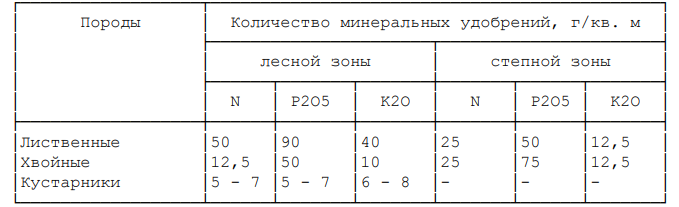 Породы Количество минеральных удобрений, г/кв. м
лесной зоны степной зоны
N P2O5 K2O N P2O5 K2O
Лиственные 50 90 40 25 50 12,5
Хвойные 12,5 50 10 25 75 12,5
Кустарники 5 - 7 5 - 7 6 - 8 - - -